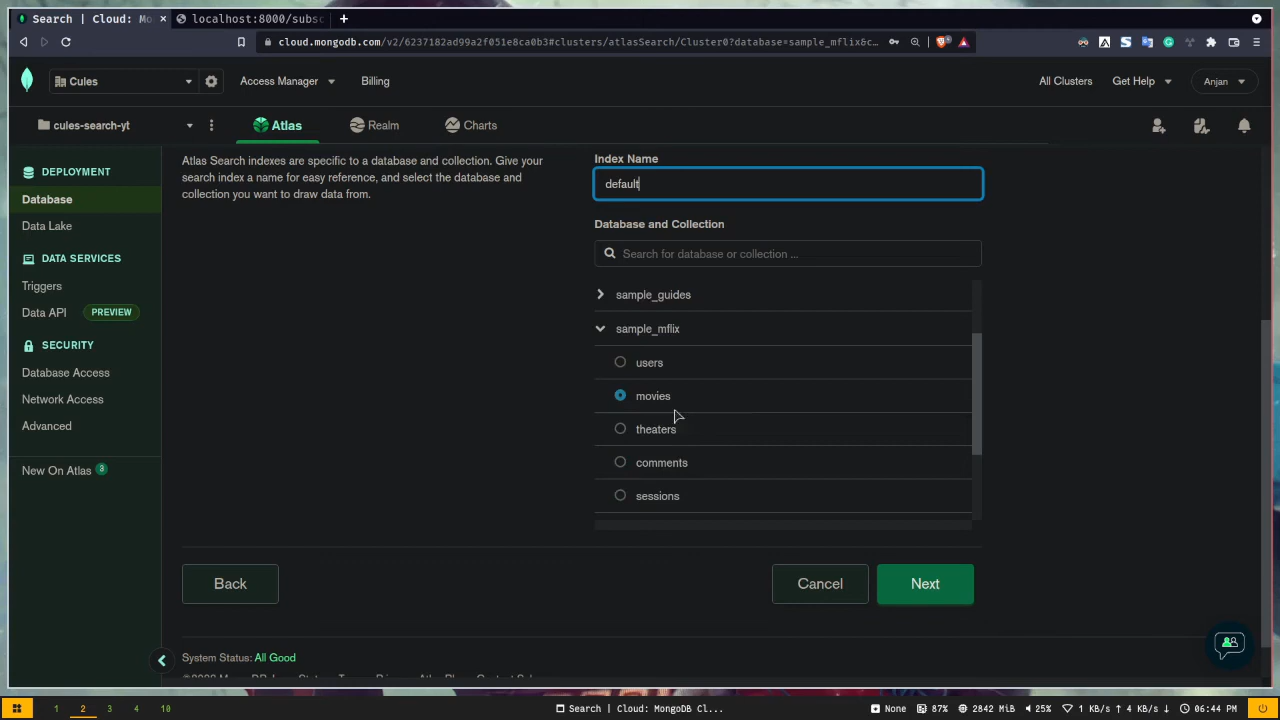 Search | Cloud: Mo
localhost:8000/subsc
cloud.mongodb.com/v2/6237182ad99a2f051e8ca0b3#clusters/atlasSearch/Cluster0?database=sample_mflix&c...
Cules
Access Manager
Billing
All Clusters
Get Help
Anjan
cules-search-yt
Atlas
Realm
Charts
DEPLOYMENT
Database
Data Lake
DATA SERVICES
Triggers
Data API PREVIEW
SECURITY
Database Access
Network Access
Advanced
New On Atlas 3
Atlas Search indexes are specific to a database and collection. Give your
search index a name for easy reference, and select the database and
collection you want to draw data from.
Index Name
default
Database and Collection
Search for database or collection ...
sample_guides
sample_mflix
users
movies
theaters
comments
sessions
Back
Cancel
Next
System Status: All Good
1 2 3 4 10
Search | Cloud: MongoDB Cl...
None 87% 2842 MiB 25% 1 KB/s 4 KB/s 06:44 PM